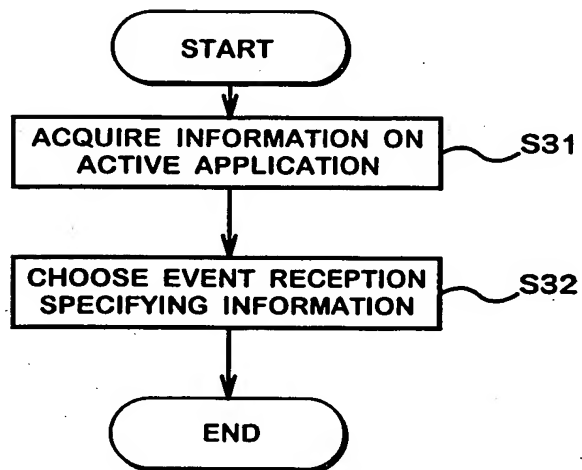 START
ACQUIRE INFORMATION ON
ACTIVE APPLICATION
S31
CHOOSE EVENT RECEPTION
SPECIFYING INFORMATION
S32
END